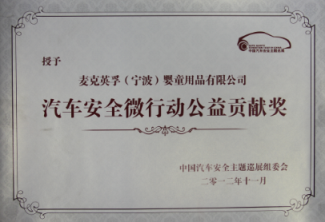 授予
麦克英孚（宁波）婴童用品有限公司
汽车安全微行动公益贡献奖
中国汽车安全主题巡展组委会
二零一二年十一月